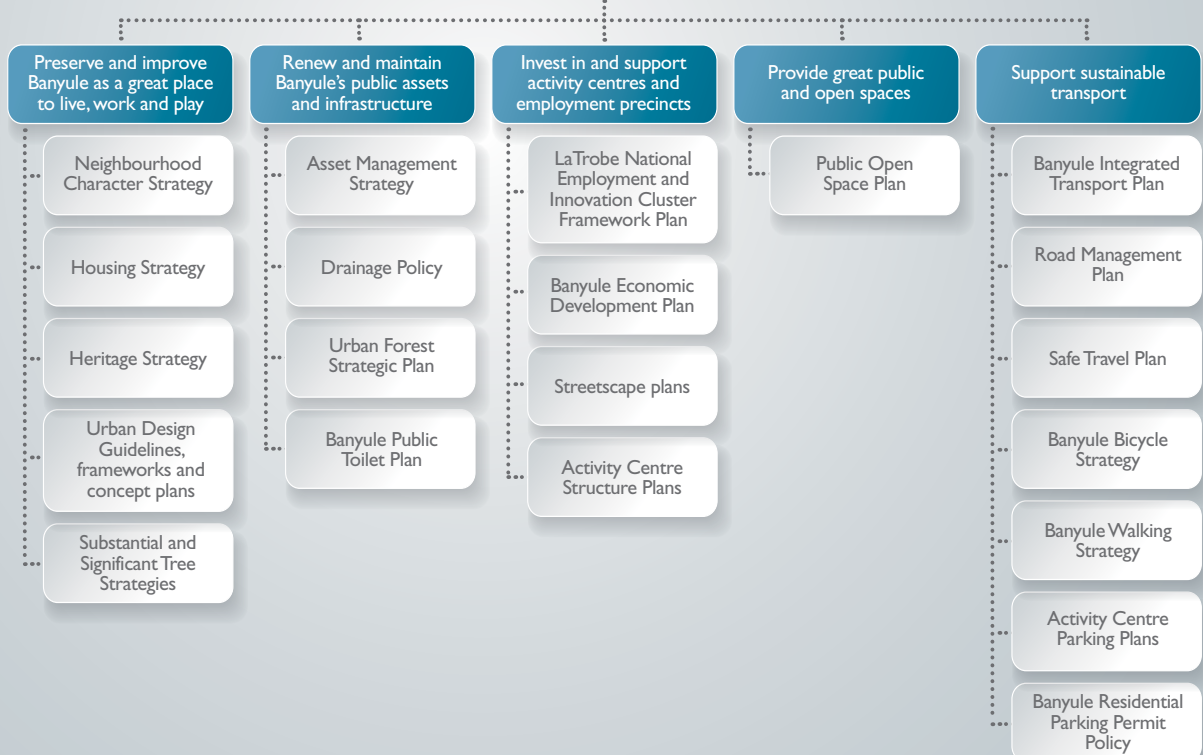 Preserve and improve
Banyule as a great place
to live, work and play
Neighbourhood
Character Strategy
Housing Strategy
Heritage Strategy
Urban Design
Guidelines,
frameworks and
concept plans
Substantial and
Significant Tree
Strategies
Renew and maintain
Banyule's public assets
and infrastructure
Asset Management
Strategy
Drainage Policy
Urban Forest
Strategic Plan
Banyule Public
Toilet Plan
Invest in and support
activity centres and
employment precincts
LaTrobe National
Employment and
Innovation Cluster
Framework Plan
Banyule Economic
Development Plan
Streetscape plans
Activity Centre
Structure Plans
Provide great public
and open spaces
Public Open
Space Plan
Support sustainable
transport
Banyule Integrated
Transport Plan
Road Management
Plan
Safe Travel Plan
Banyule Bicycle
Strategy
Banyule Walking
Strategy
Activity Centre
Parking Plans
Banyule Residential
Parking Permit
Policy